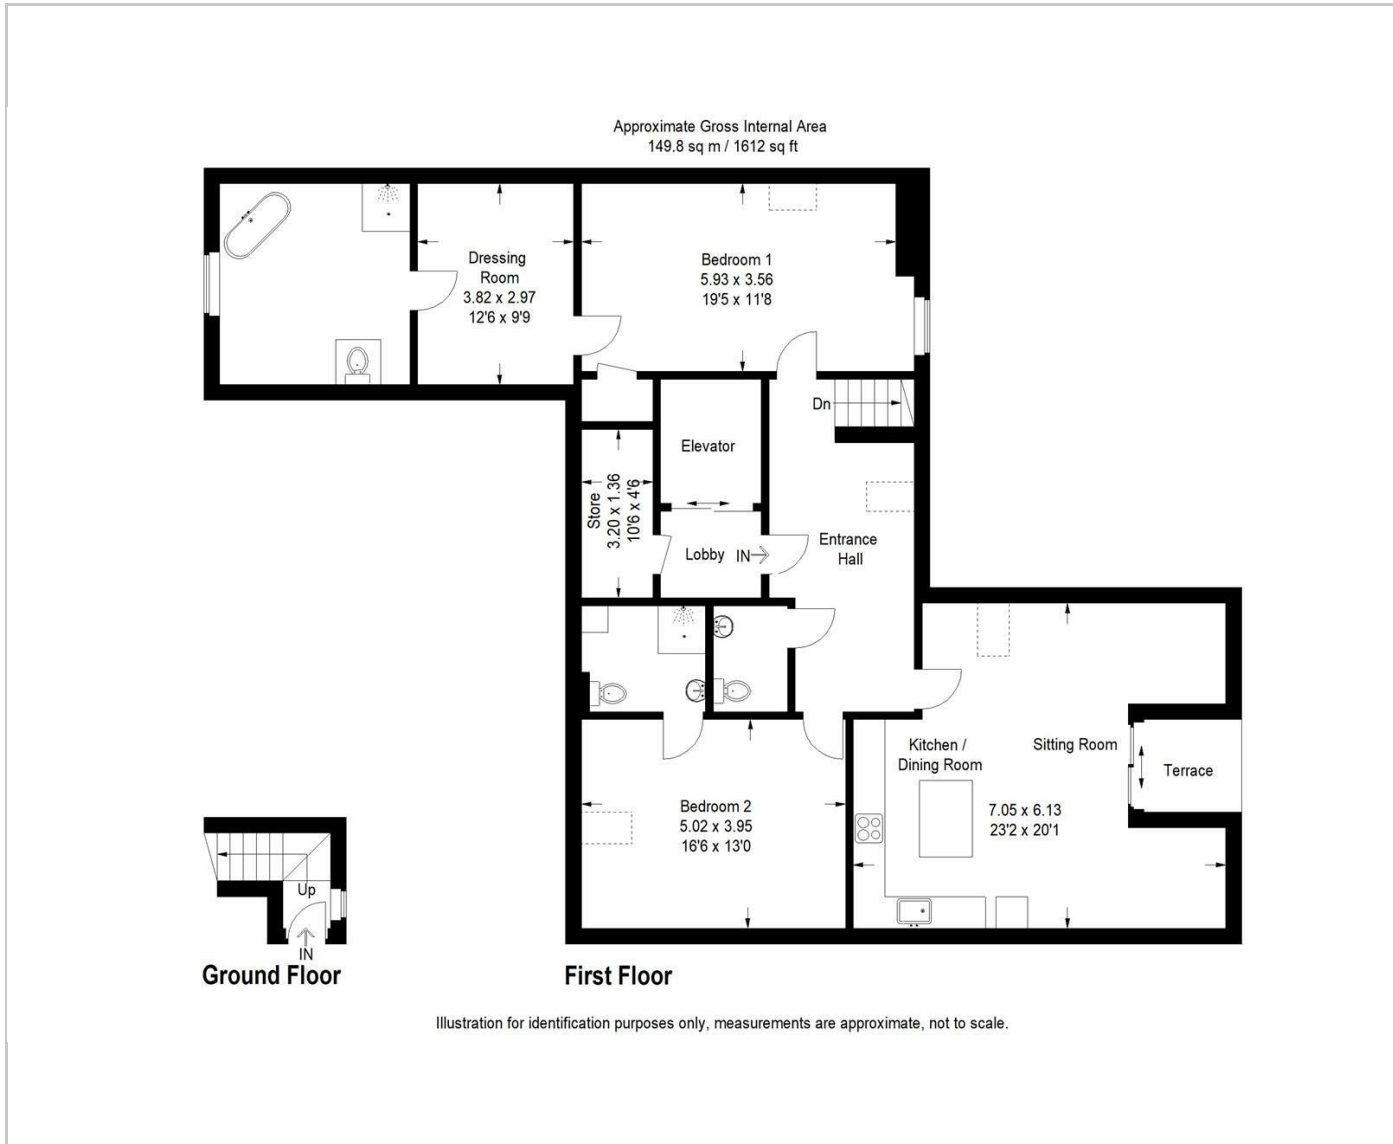 Approximate Gross Internal Area
149.8 sq m / 1612 sq ft
Dressing
Room
3.82 x 2.97
12'6 x 9'9
Bedroom 1
5.93 x 3.56
19'5 x 11'8
Dn
Elevator
Store
3.20 x 1.36
10'6 x 4'6
Lobby
IN
Entrance
Hall
Kitchen /
Dining Room
Sitting Room
Terrace
Bedroom 2
5.02 x 3.95
16'6 x 13'0
7.05 x 6.13
23'2 x 20'1
Up
IN
Ground Floor
First Floor
Illustration for identification purposes only, measurements are approximate, not to scale.